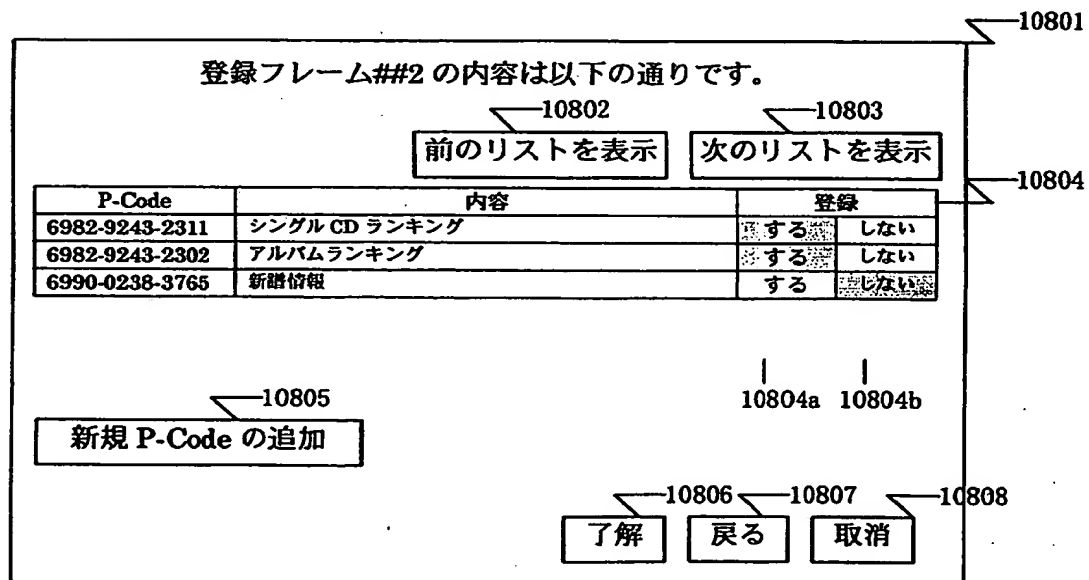 10801
登録フレーム##2 の内容は以下の通りです。
10802 10803
前のリストを表示 次のリストを表示
10804
P-Code 内容 登録
6982-9243-2311 シングル CD ランキング する しない
6982-9243-2302 アルバムランキング する しない
6990-0238-3765 新譜情報 する しない
10804a 10804b
10805
新規 P-Code の追加
10806 10807 10808
了解 戻る 取消